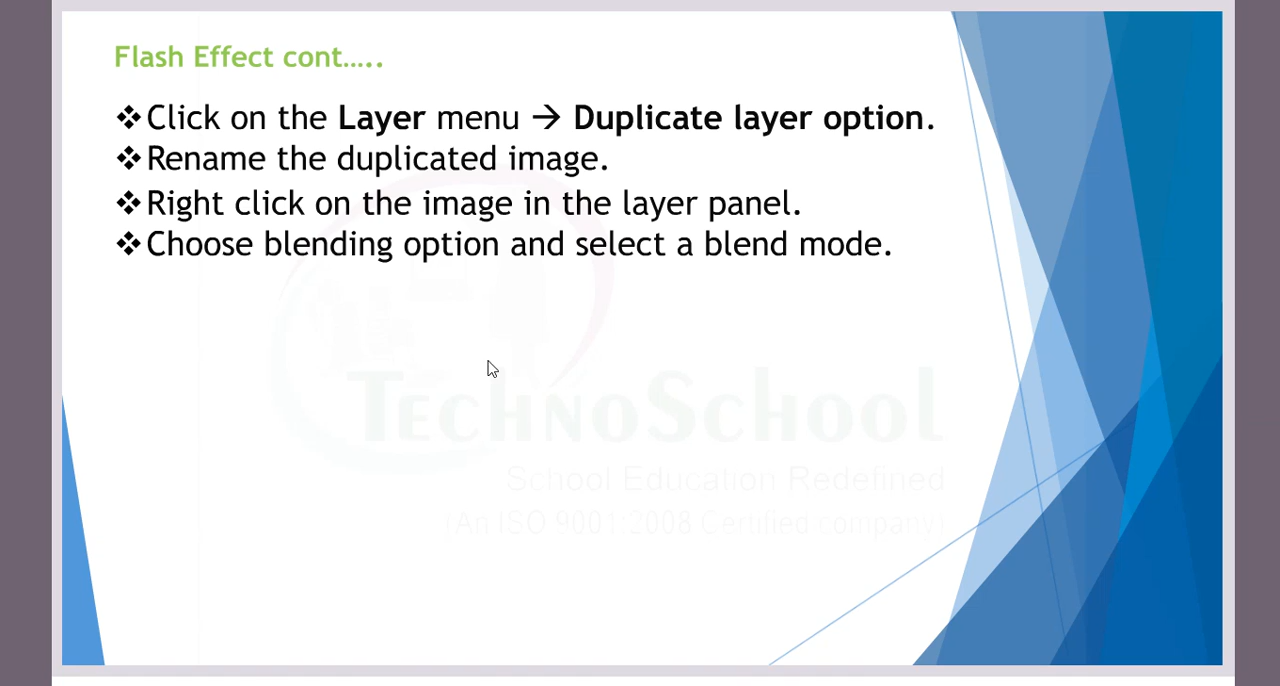 Flash Effect cont.....
❖Click on the Layer menu → Duplicate layer option.
❖Rename the duplicated image.
❖Right click on the image in the layer panel.
❖Choose blending option and select a blend mode.
TechnoSchool
School Education Redefined
(An ISO 9001:2008 Certified company)